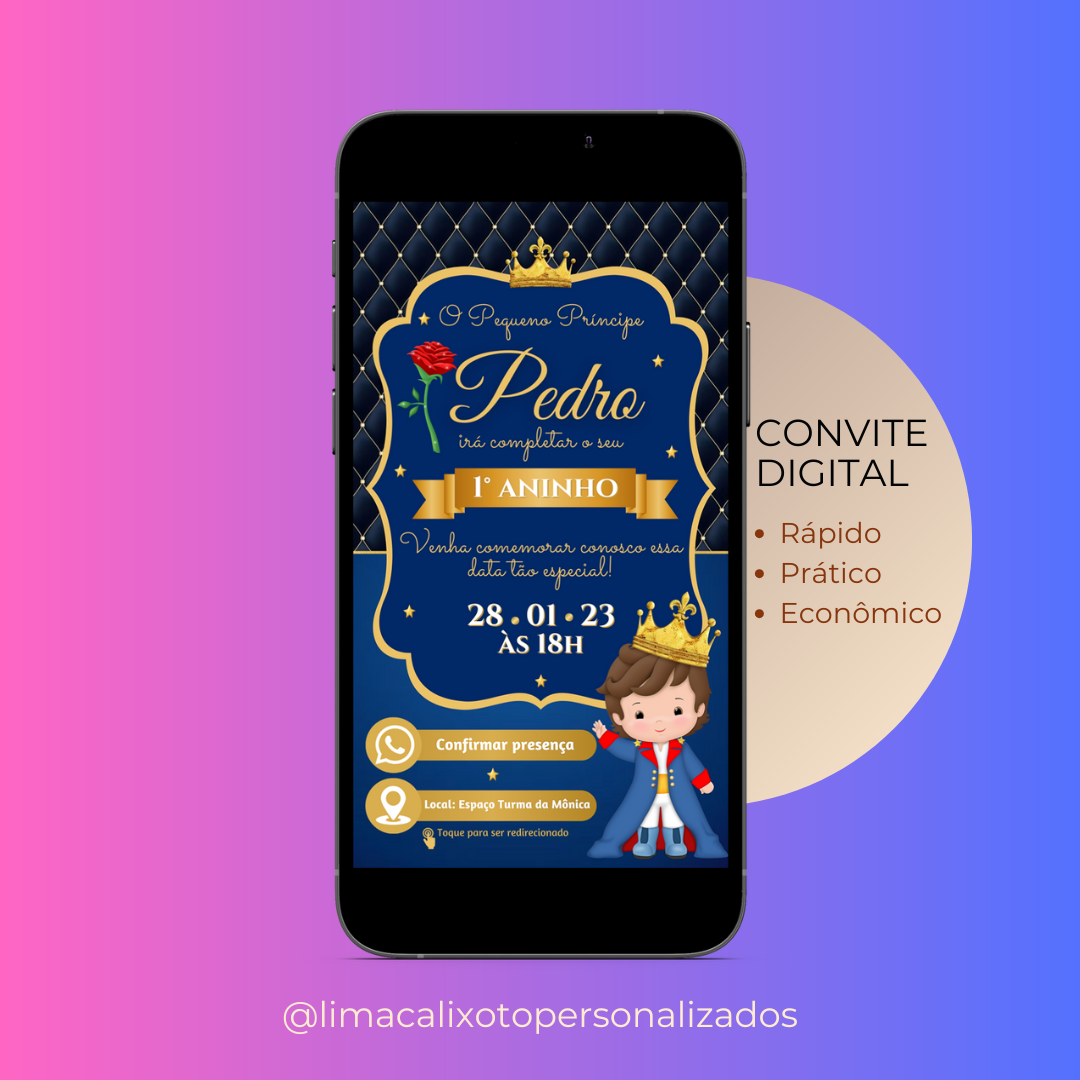 O Pequeno Príncipe
Pedro
irá completar o seu
1° ANINHO
Venha comemorar conosco essa
data tão especial!
28 • 01 • 23
ÀS 18H
Confirmar presença
Local: Espaço Turma da Mônica
Toque para ser redirecionado
CONVITE
DIGITAL
• Rápido
• Prático
• Econômico
@limacalixotopersonalizados